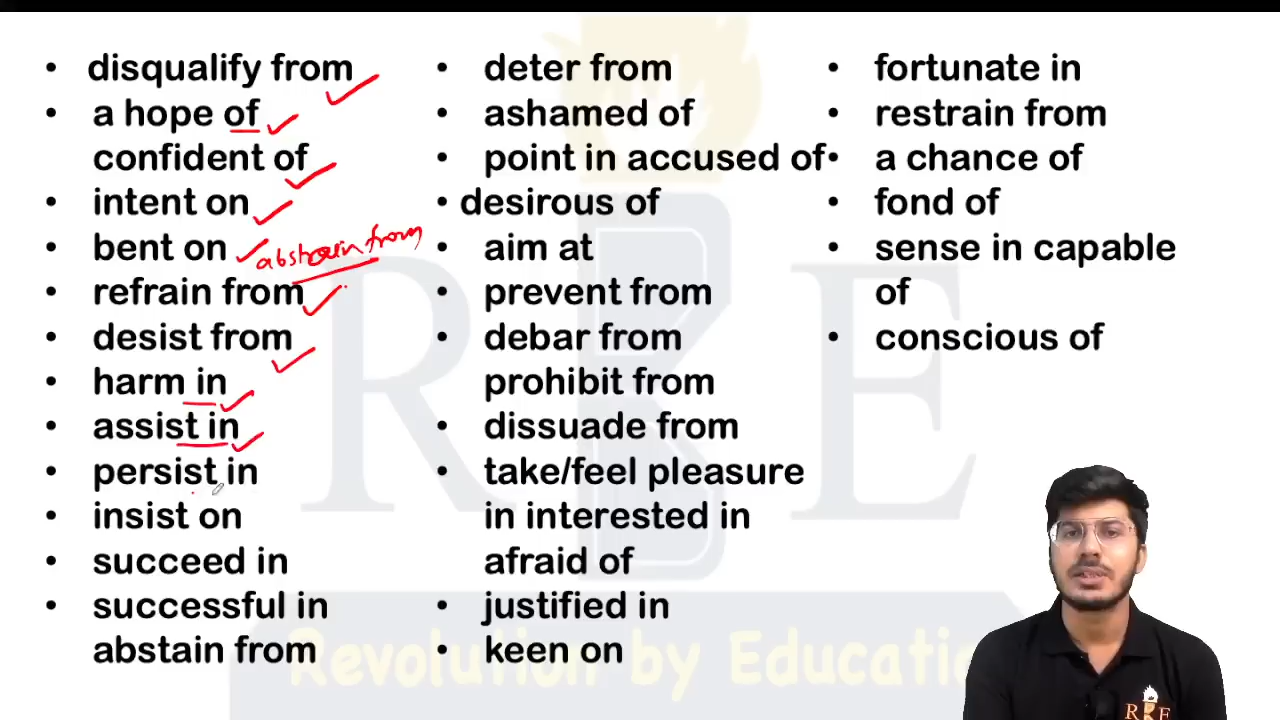 • disqualify from
• a hope of
confident of
• intent on
• bent on
abstrain from
• refrain from
• desist from
• harm in
• assist in
• persist in
• insist on
• succeed in
• successful in
abstain from
• deter from
• ashamed of
• point in accused of
• desirous of
• aim at
• prevent from
• debar from
prohibit from
• dissuade from
• take/feel pleasure
in interested in
afraid of
• justified in
• keen on
• fortunate in
• restrain from
• a chance of
• fond of
• sense in capable
of
• conscious of
RKE
Revolution by Educatio
RKE